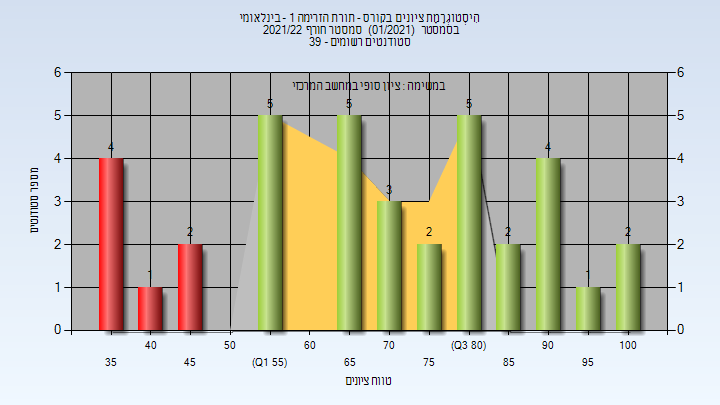 היסטוגרמת ציונים בקורס - תורת הזרימה 1 - בינלאומי
בסמסטר (01/2021) סמסטר חורף 2021/22
סטודנטים רשומים - 39
במשימה : ציון סופי במחשב המרכזי
מספר סטודנטים
6 6
5 5
4 4
3 3
2 2
1 1
0 0
4 1 2 5 5 3 2 5 2 4 1 2
40 50 60 70 (Q3 80) 90 100
35 45 (Q1 55) 65 75 85 95
טווח ציונים